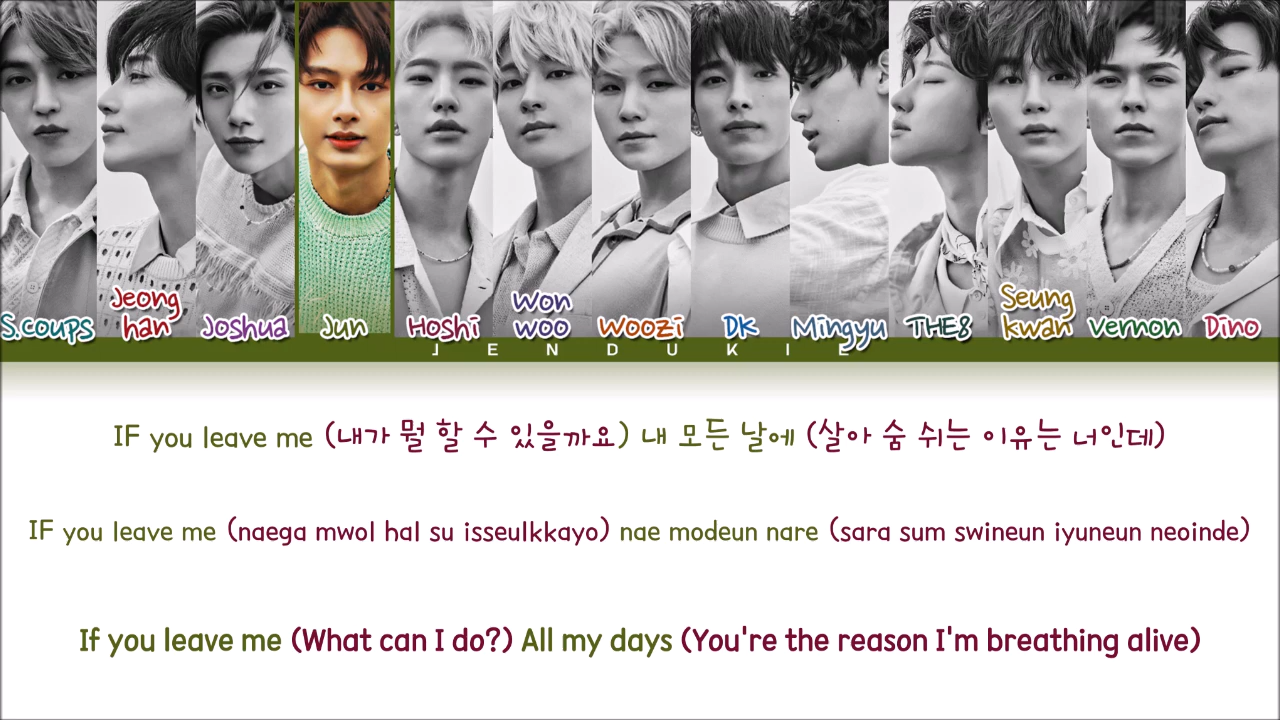 S.COUPS
Jeong
han
Joshua
Jun
Hoshi
Won
woo
Woozi
DK
Mingyu
THE8
Seung
kwan
Vernon
Dino
JENDUKIE
IF you leave me (내가 뭘 할 수 있을까요) 내 모든 날에 (살아 숨 쉬는 이유는 너인데)
IF you leave me (naega mwol hal su isseulkkayo) nae modeun nare (sara sum swineun iyuneun neoinde)
If you leave me (What can I do?) All my days (You're the reason I'm breathing alive)